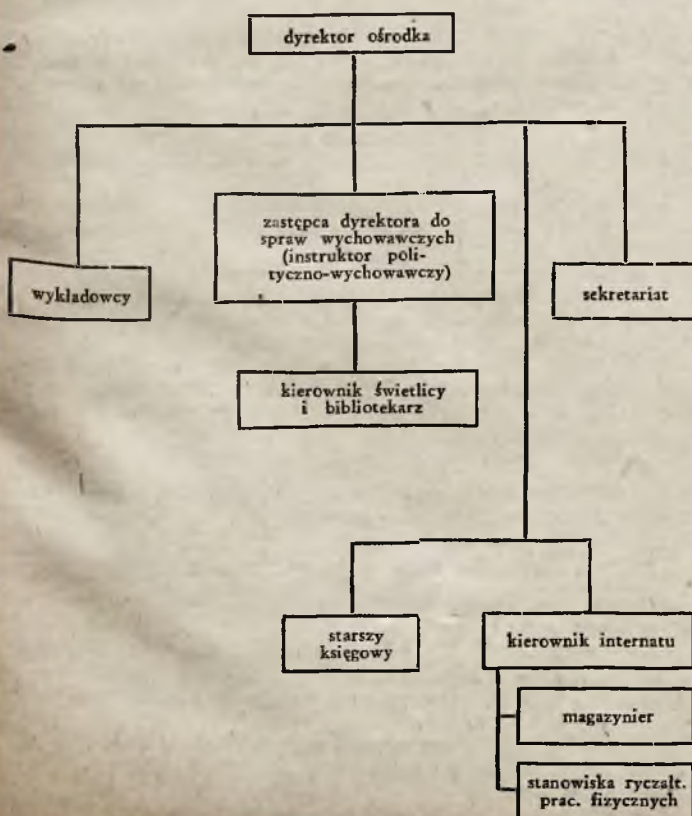 dyrektor ośrodka
zastępca dyrektora do
spraw wychowawczych
(instruktor poli-
tyczno-wychowawczy)
wykładowcy
sekretariat
kierownik świetlicy
i bibliotekarz
starszy
księgowy
kierownik internatu
magazynier
stanowiska ryczałt.
prac. fizycznych